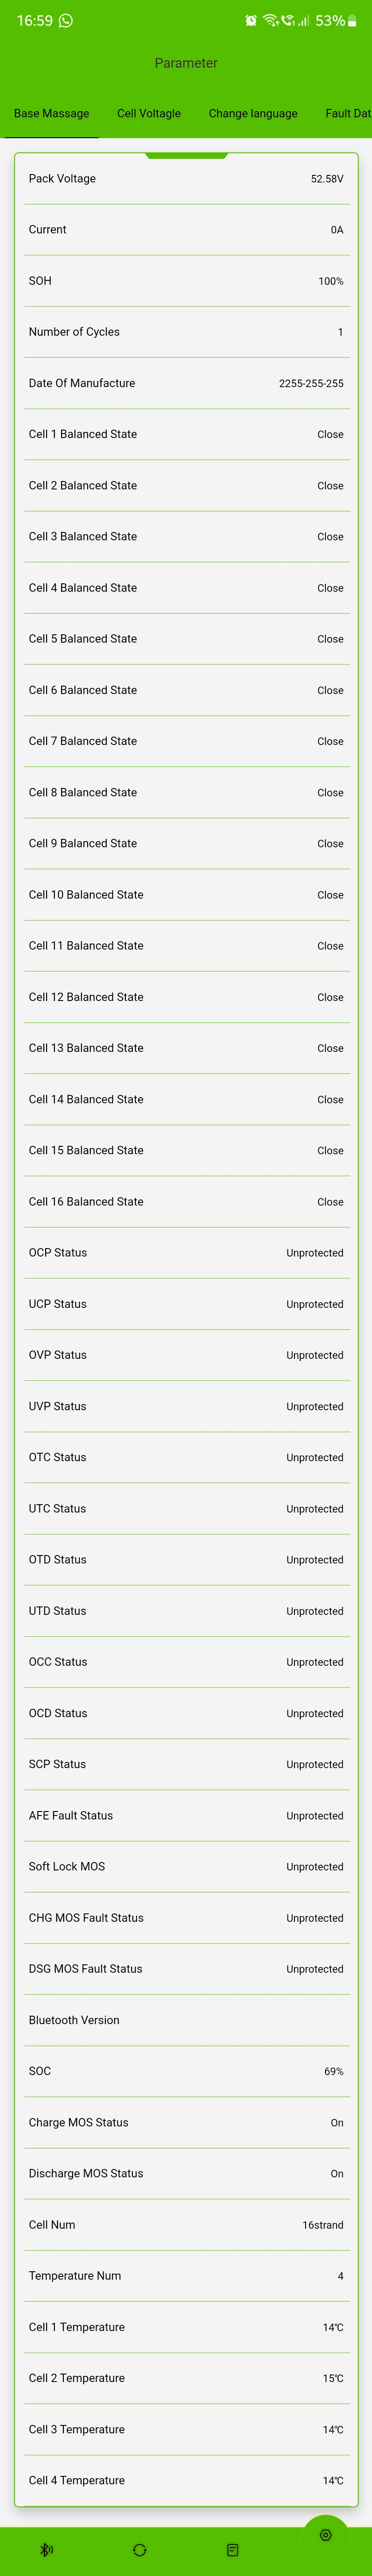 16:59 53%
Parameter
Base Massage Cell Voltagle Change language Fault Dat
Pack Voltage 52.58V
Current 0A
SOH 100%
Number of Cycles 1
Date Of Manufacture 2255-255-255
Cell 1 Balanced State Close
Cell 2 Balanced State Close
Cell 3 Balanced State Close
Cell 4 Balanced State Close
Cell 5 Balanced State Close
Cell 6 Balanced State Close
Cell 7 Balanced State Close
Cell 8 Balanced State Close
Cell 9 Balanced State Close
Cell 10 Balanced State Close
Cell 11 Balanced State Close
Cell 12 Balanced State Close
Cell 13 Balanced State Close
Cell 14 Balanced State Close
Cell 15 Balanced State Close
Cell 16 Balanced State Close
OCP Status Unprotected
UCP Status Unprotected
OVP Status Unprotected
UVP Status Unprotected
OTC Status Unprotected
UTC Status Unprotected
OTD Status Unprotected
UTD Status Unprotected
OCC Status Unprotected
OCD Status Unprotected
SCP Status Unprotected
AFE Fault Status Unprotected
Soft Lock MOS Unprotected
CHG MOS Fault Status Unprotected
DSG MOS Fault Status Unprotected
Bluetooth Version
SOC 69%
Charge MOS Status On
Discharge MOS Status On
Cell Num 16strand
Temperature Num 4
Cell 1 Temperature 14℃
Cell 2 Temperature 15℃
Cell 3 Temperature 14℃
Cell 4 Temperature 14℃